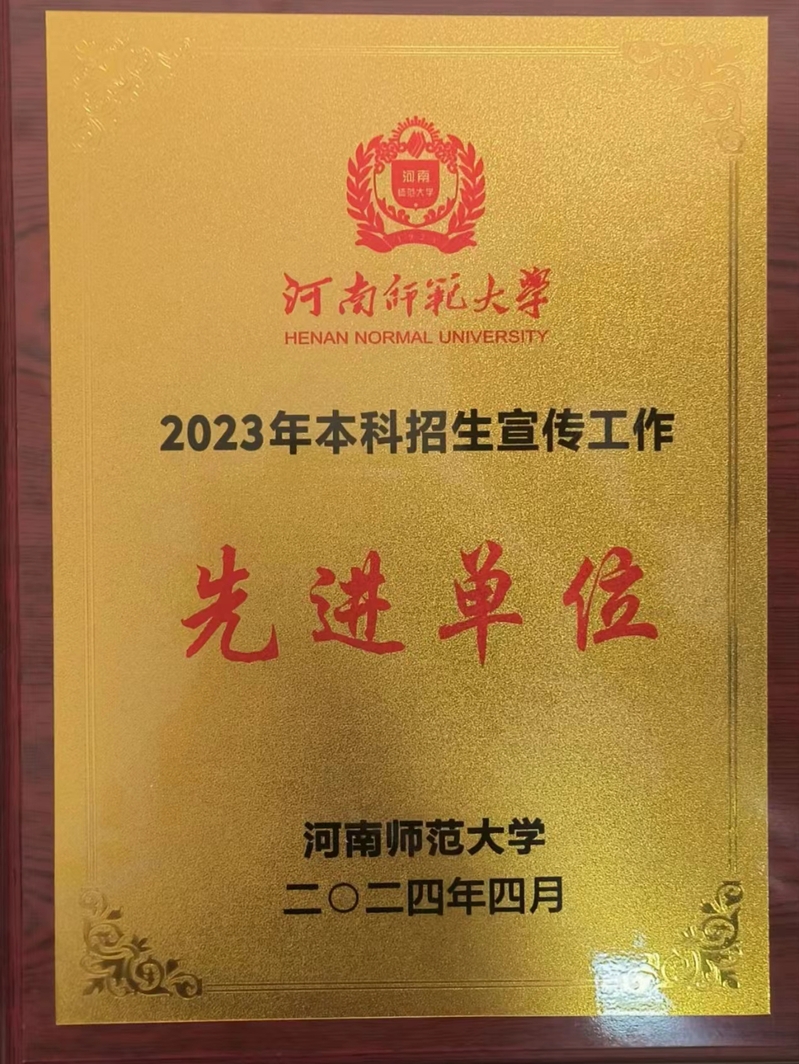 河南
师范大学
河南师范大学
HENAN NORMAL UNIVERSITY
2023年本科招生宣传工作
先进单位
河南师范大学
二〇二四年四月